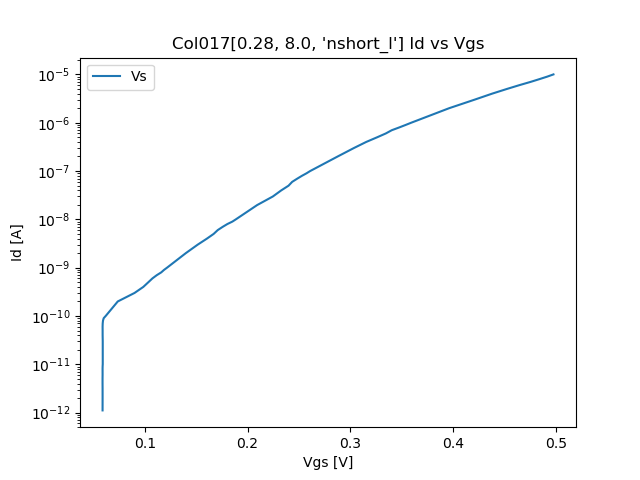 Col017[0.28, 8.0, 'nshort_l'] Id vs Vgs
Vs
10⁻⁵
10⁻⁶
10⁻⁷
10⁻⁸
10⁻⁹
10⁻¹⁰
10⁻¹¹
10⁻¹²
Id [A]
0.1 0.2 0.3 0.4 0.5
Vgs [V]